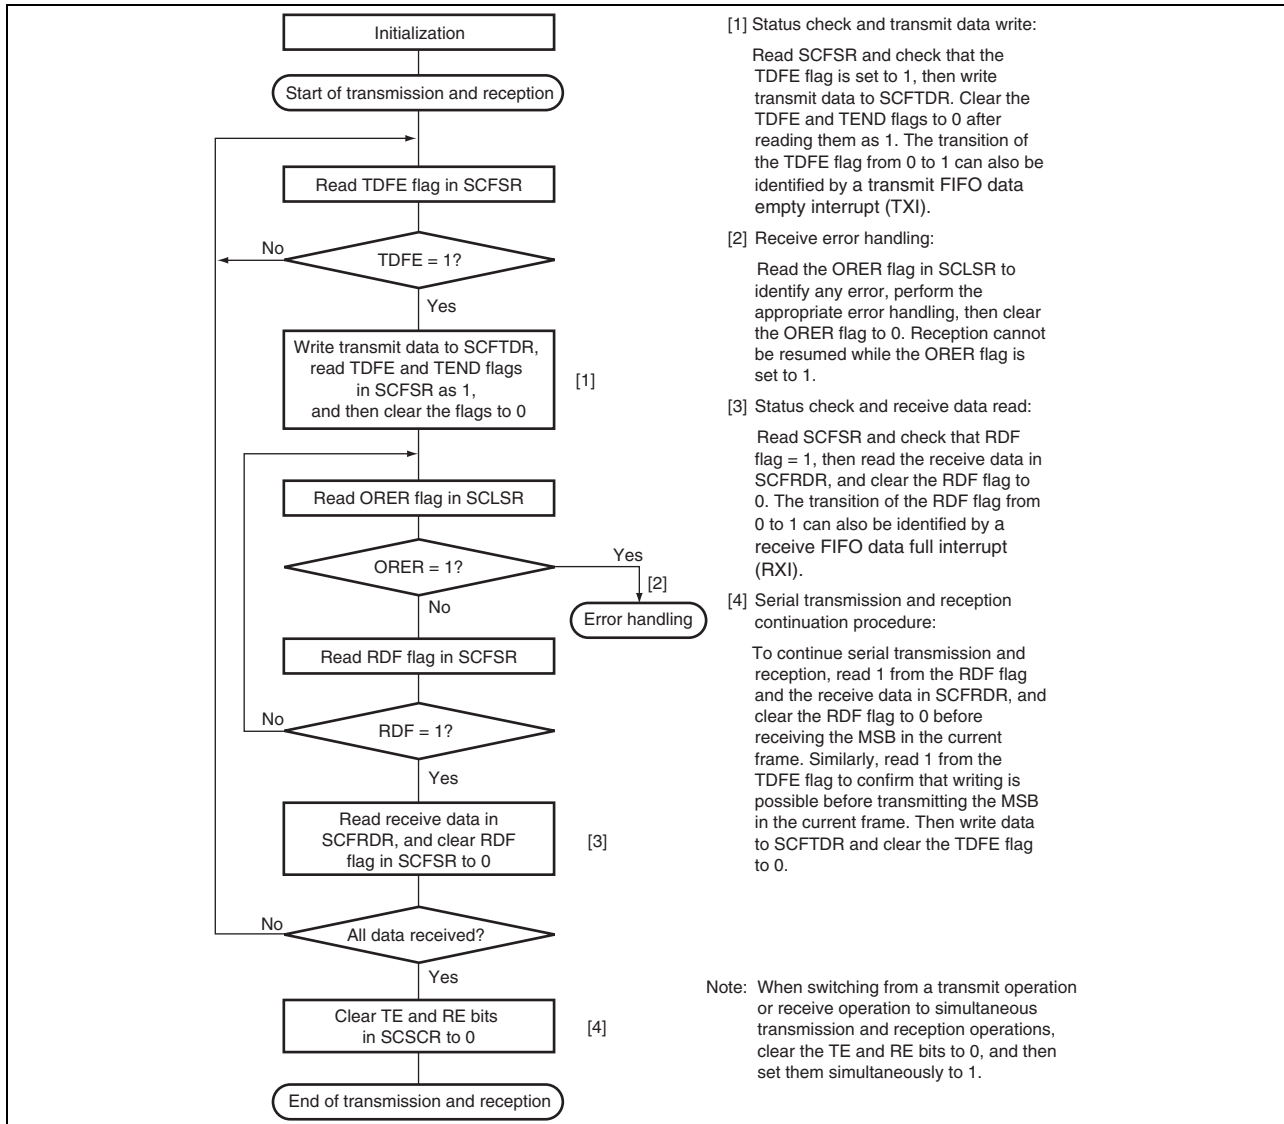 Initialization
Start of transmission and reception
Read TDFE flag in SCFSR
No
TDFE = 1?
Yes
Write transmit data to SCFTDR,
read TDFE and TEND flags
in SCFSR as 1,
and then clear the flags to 0
[1]
Read ORER flag in SCLSR
ORER = 1?
Yes
[2]
No
Error handling
Read RDF flag in SCFSR
No
RDF = 1?
Yes
Read receive data in
SCFRDR, and clear RDF
flag in SCFSR to 0
[3]
No
All data received?
Yes
Clear TE and RE bits
in SCSCR to 0
[4]
End of transmission and reception
[1] Status check and transmit data write:
Read SCFSR and check that the
TDFE flag is set to 1, then write
transmit data to SCFTDR. Clear the
TDFE and TEND flags to 0 after
reading them as 1. The transition of
the TDFE flag from 0 to 1 can also be
identified by a transmit FIFO data
empty interrupt (TXI).
[2] Receive error handling:
Read the ORER flag in SCLSR to
identify any error, perform the
appropriate error handling, then clear
the ORER flag to 0. Reception cannot
be resumed while the ORER flag is
set to 1.
[3] Status check and receive data read:
Read SCFSR and check that RDF
flag = 1, then read the receive data in
SCFRDR, and clear the RDF flag to
0. The transition of the RDF flag from
0 to 1 can also be identified by a
receive FIFO data full interrupt
(RXI).
[4] Serial transmission and reception
continuation procedure:
To continue serial transmission and
reception, read 1 from the RDF flag
and the receive data in SCFRDR, and
clear the RDF flag to 0 before
receiving the MSB in the current
frame. Similarly, read 1 from the
TDFE flag to confirm that writing is
possible before transmitting the MSB
in the current frame. Then write data
to SCFTDR and clear the TDFE flag
to 0.
Note: When switching from a transmit operation
or receive operation to simultaneous
transmission and reception operations,
clear the TE and RE bits to 0, and then
set them simultaneously to 1.